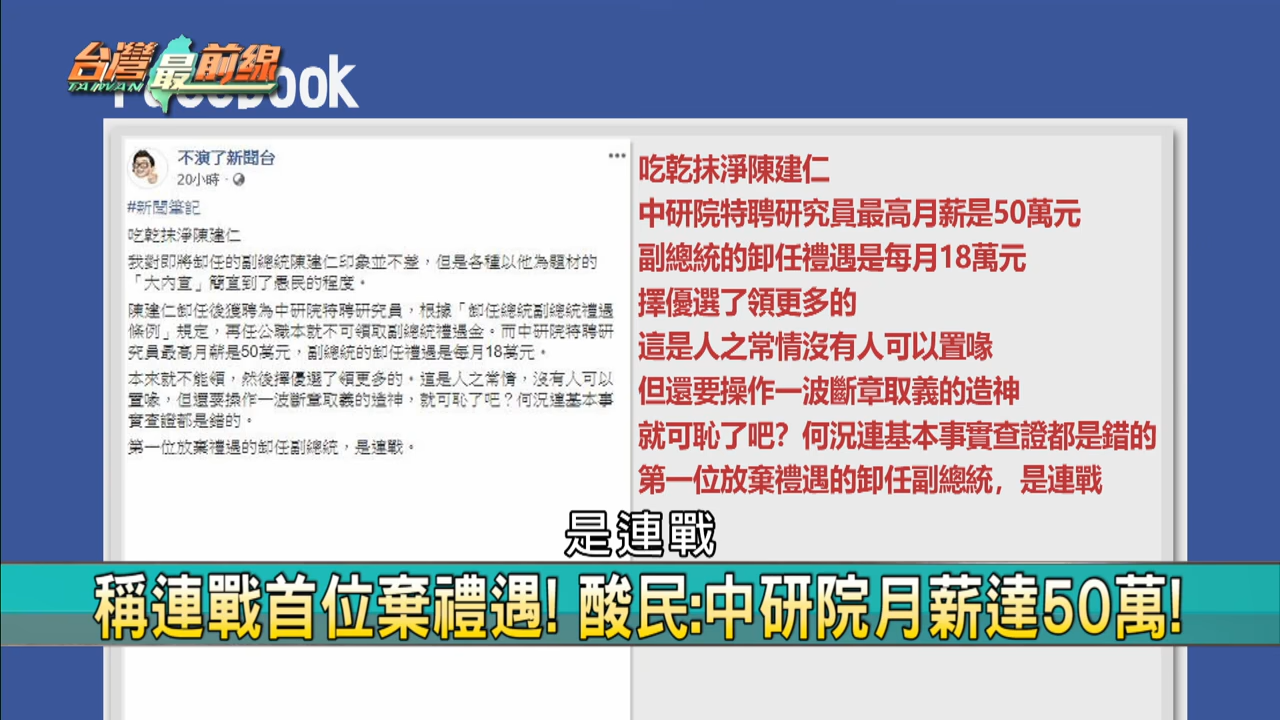 台灣最前線
TAIWAN
Facebook
不演了新聞台
20小時
#新聞筆記
吃乾抹淨陳建仁
我對即將卸任的副總統陳建仁印象並不差，但是各種以他為題材的
「大內宣」簡直到了愚民的程度。
陳建仁卸任後獲聘為中研院特聘研究員，根據「卸任總統副總統禮遇
條例」規定，再任公職本就不可領取副總統禮遇金。而中研院特聘研
究員最高月薪是50萬元，副總統的卸任禮遇是每月18萬元。
本來就不能領，然後擇優選了領更多的。這是人之常情，沒有人可以
置喙，但還要操作一波斷章取義的造神，就可恥了吧？何況連基本事
實查證都是錯的。
第一位放棄禮遇的卸任副總統，是連戰。
吃乾抹淨陳建仁
中研院特聘研究員最高月薪是50萬元
副總統的卸任禮遇是每月18萬元
擇優選了領更多的
這是人之常情沒有人可以置喙
但還要操作一波斷章取義的造神
就可恥了吧？何況連基本事實查證都是錯的
第一位放棄禮遇的卸任副總統，是連戰
是連戰
稱連戰首位棄禮遇! 酸民:中研院月薪達50萬!